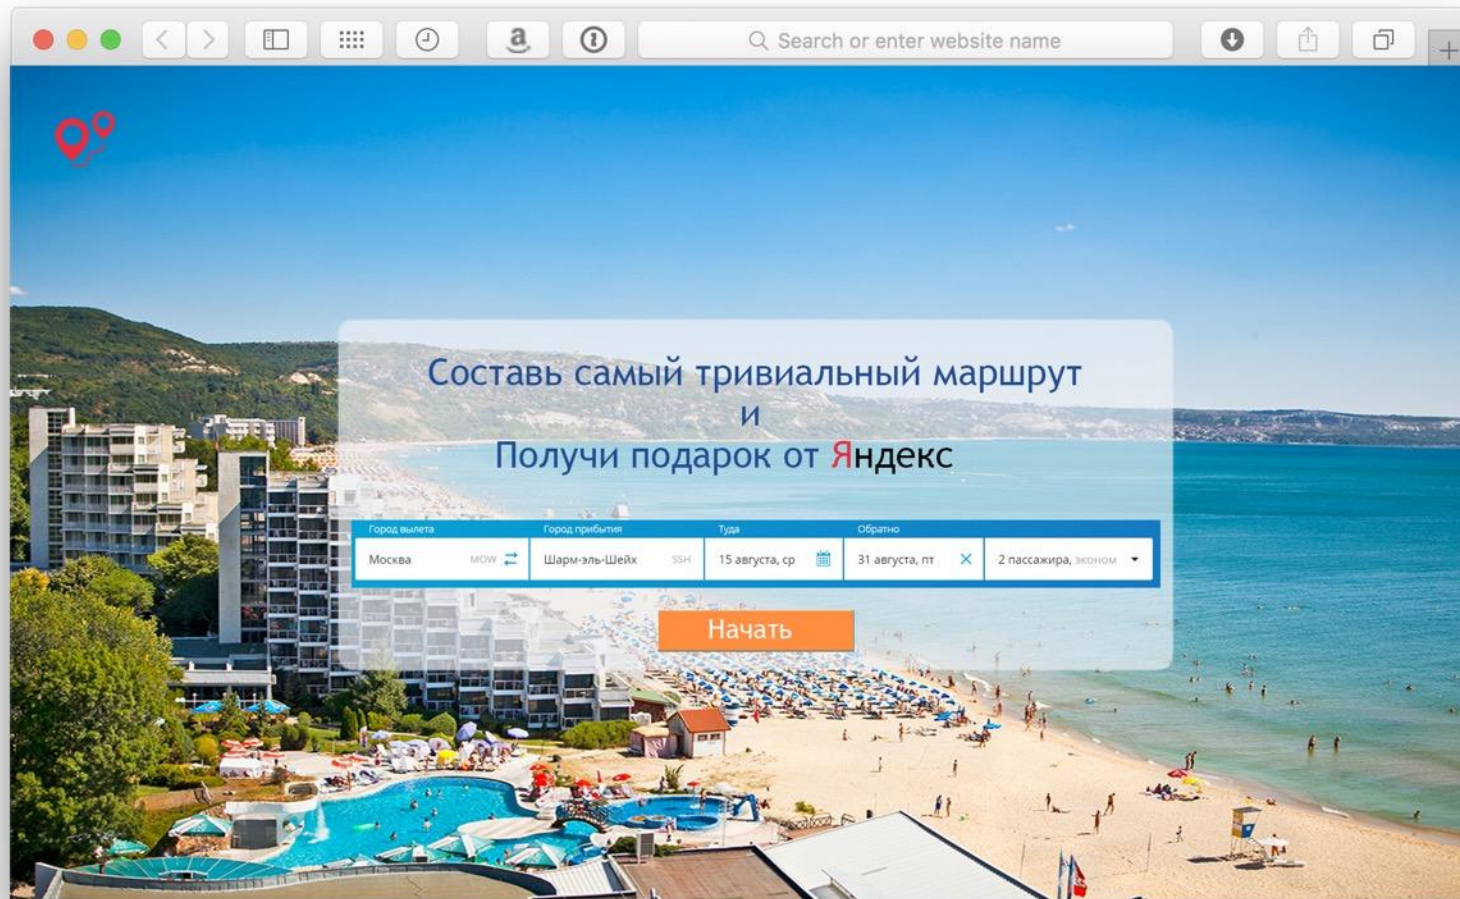 Search or enter website name
Составь самый тривиальный маршрут
и
Получи подарок от Яндекс
Город вылета Город прибытия Туда Обратно
Москва MOW Шарм-эль-Шейх SSH 15 августа, ср 31 августа, пт 2 пассажира, эконом
Начать